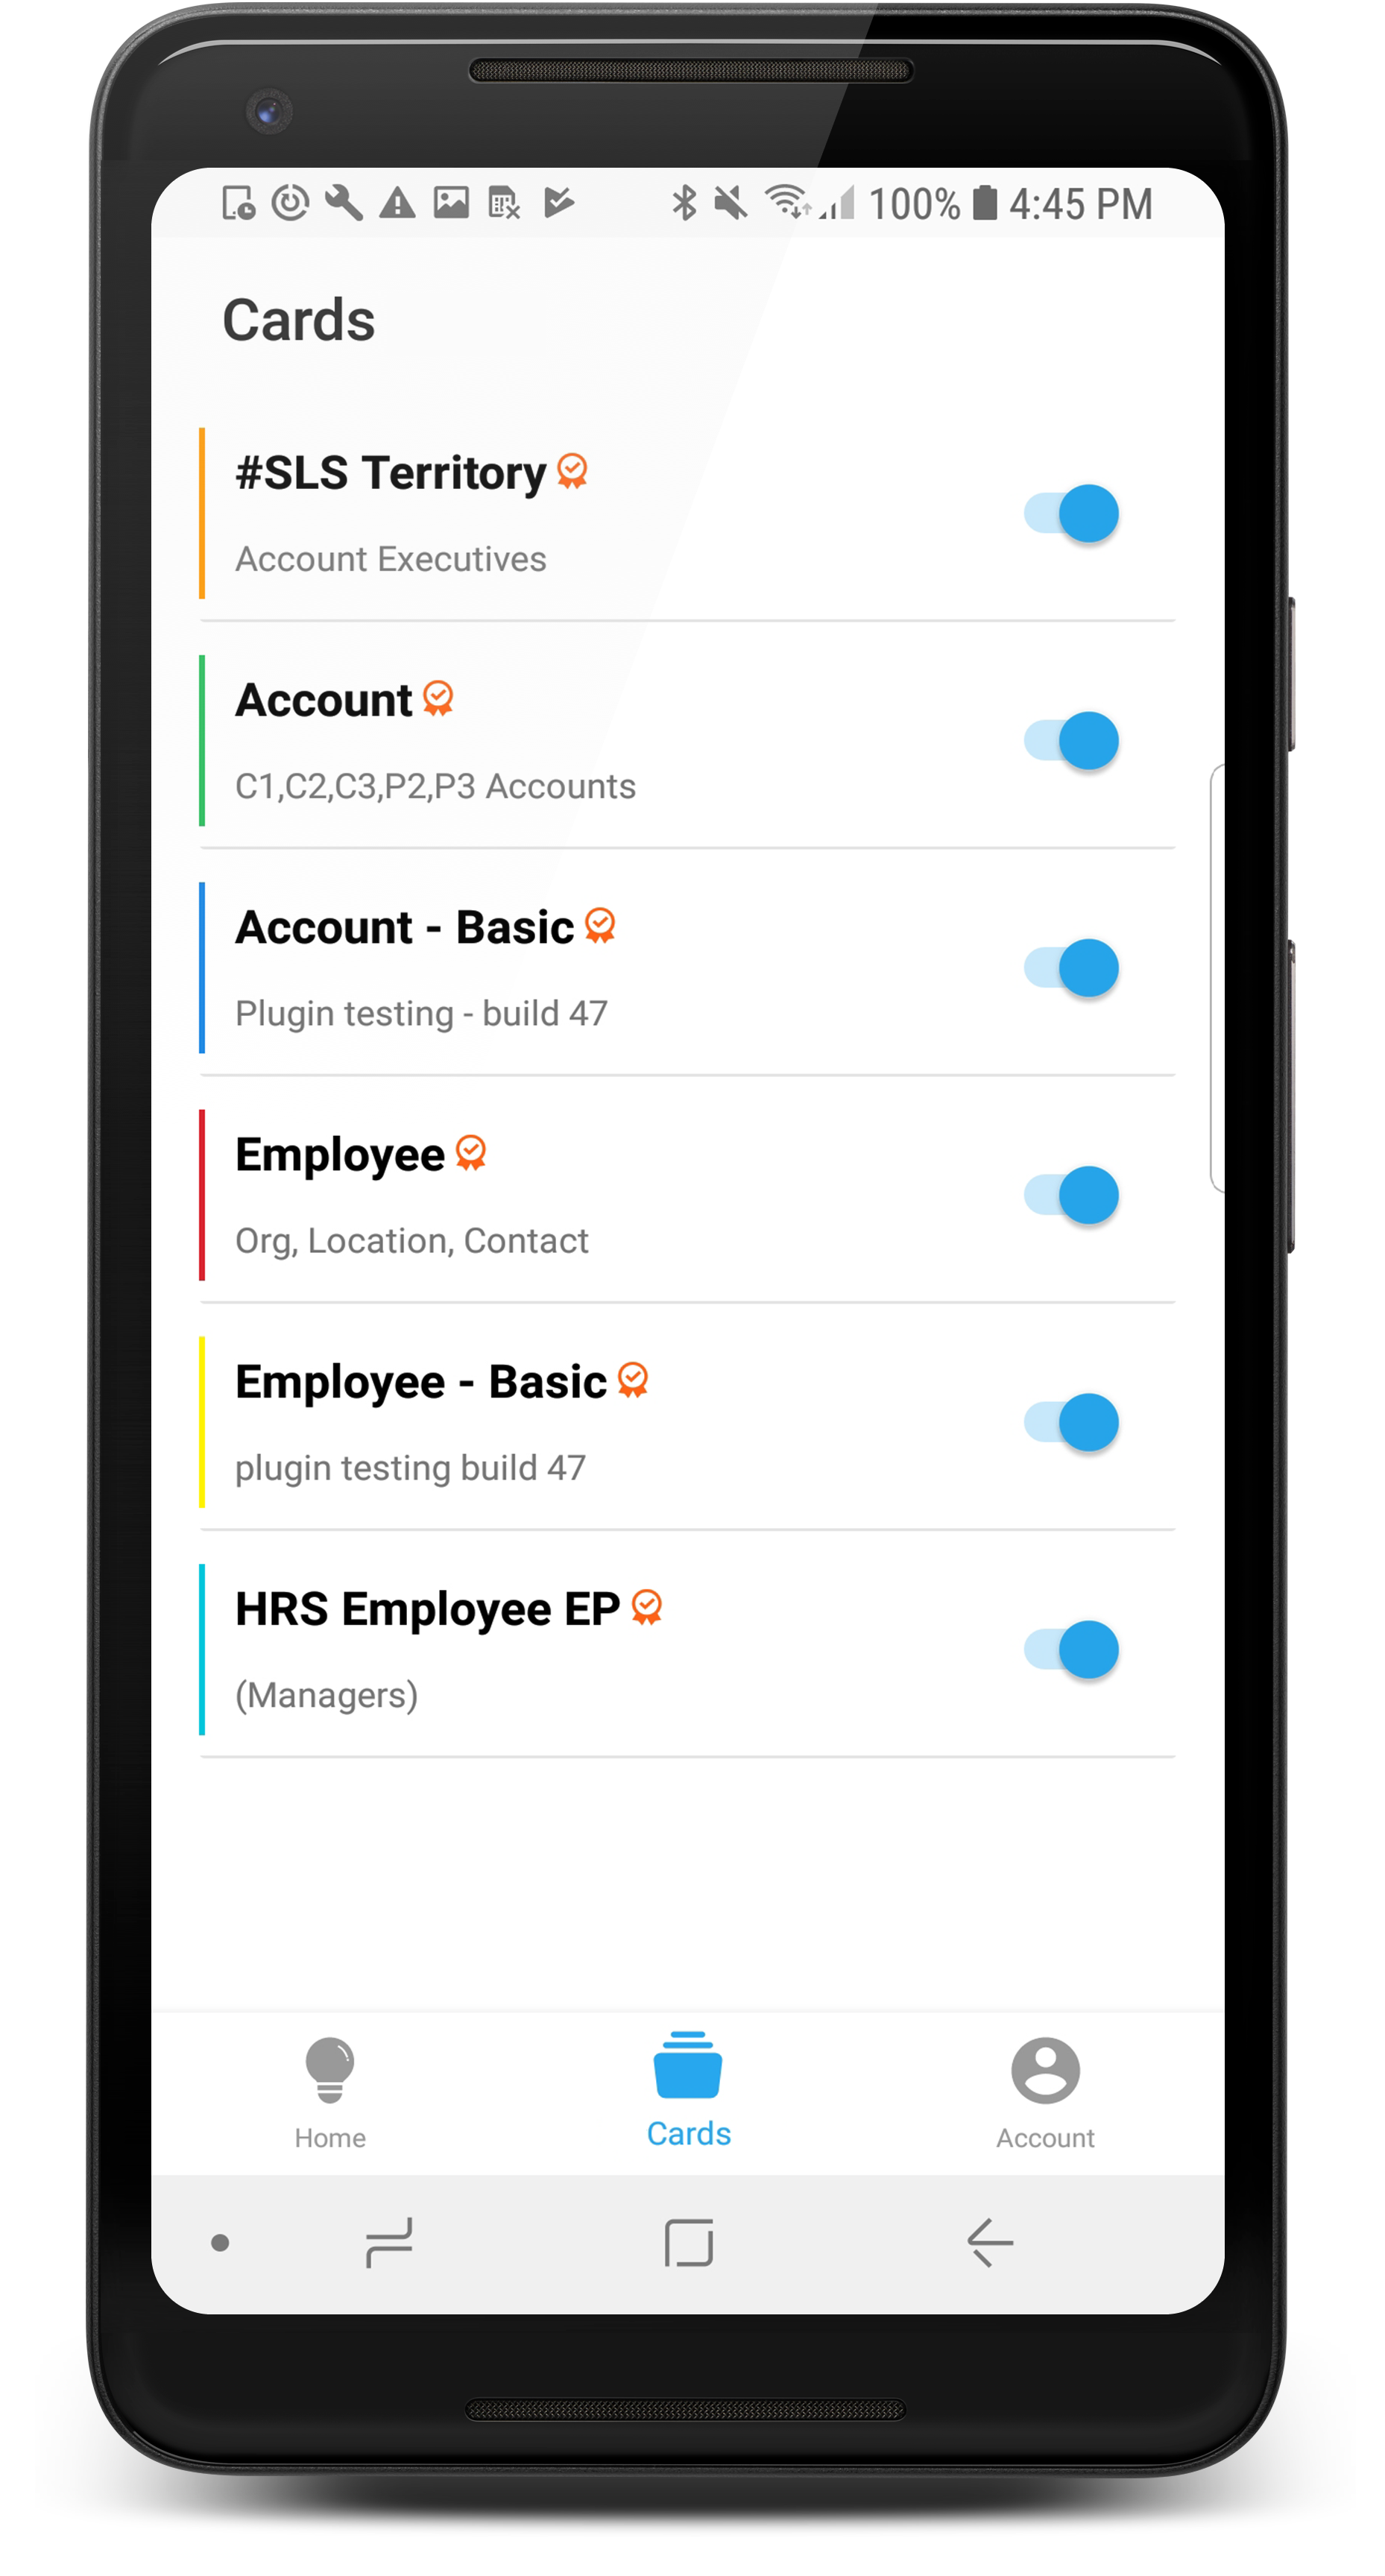 100% 4:45 PM
Cards
#SLS Territory
Account Executives
Account
C1,C2,C3,P2,P3 Accounts
Account - Basic
Plugin testing - build 47
Employee
Org, Location, Contact
Employee - Basic
plugin testing build 47
HRS Employee EP
(Managers)
Home Cards Account